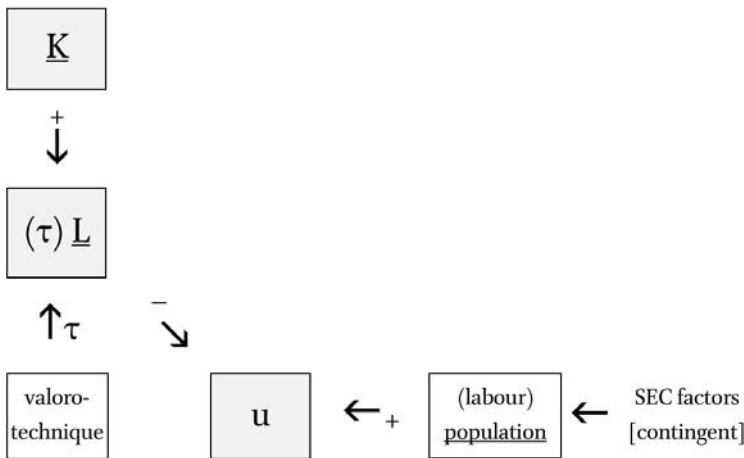 K
+
↓
(τ) L
↑τ
−
↘
valoro-
technique
u
←+
(labour)
population
←
SEC factors
[contingent]